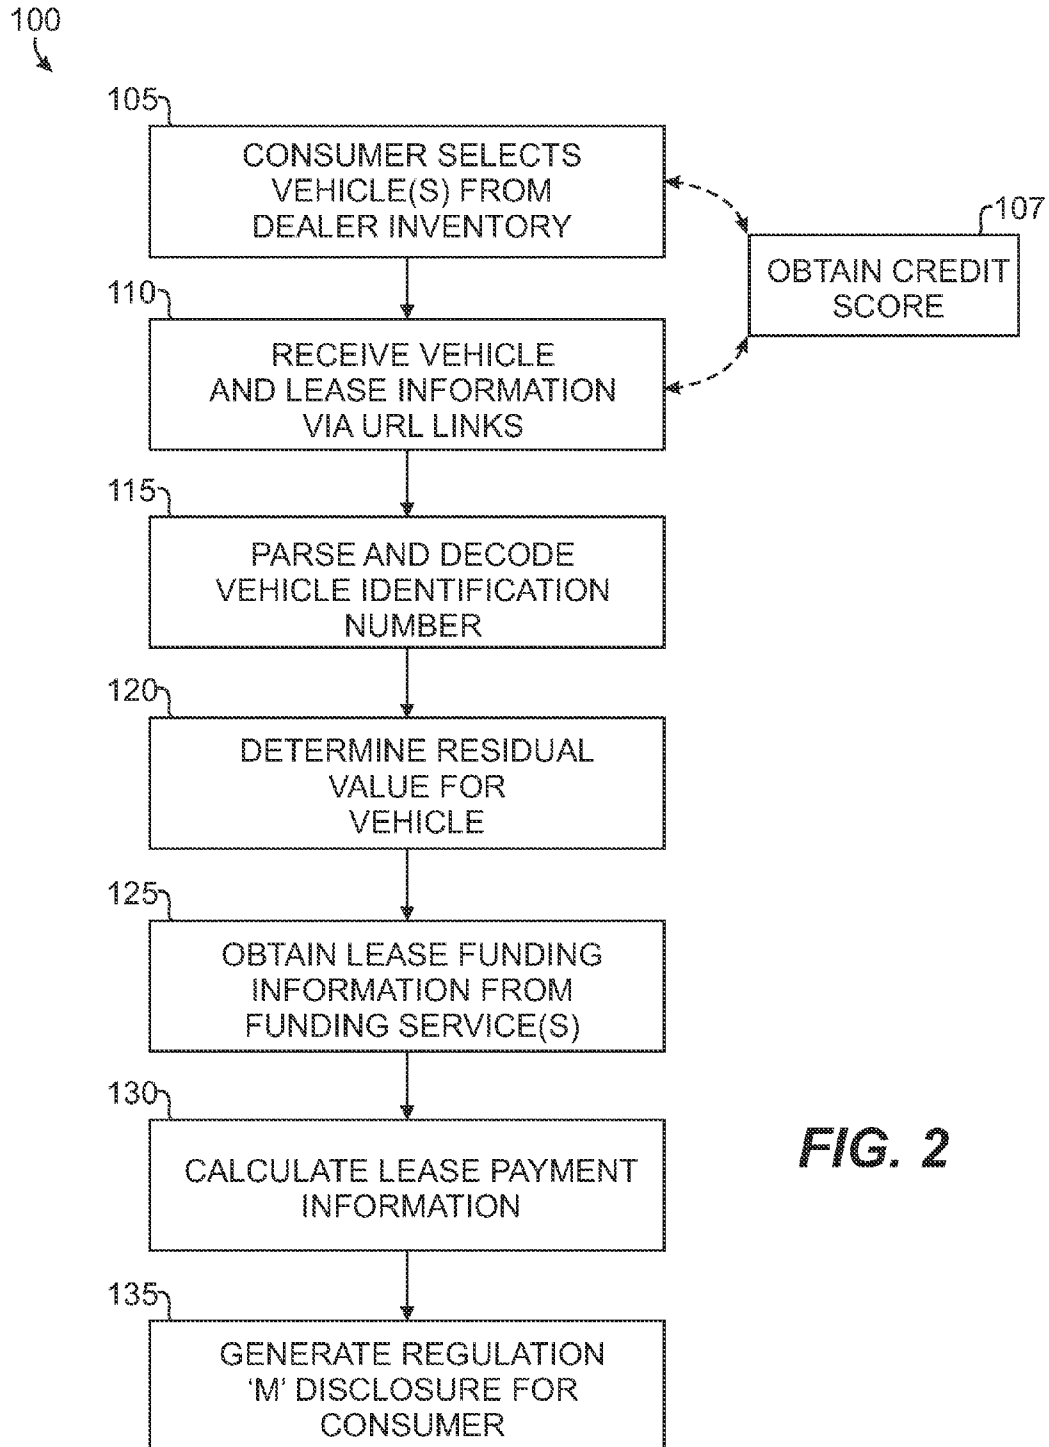 100
105
CONSUMER SELECTS
VEHICLE(S) FROM
DEALER INVENTORY
107
OBTAIN CREDIT
SCORE
110
RECEIVE VEHICLE
AND LEASE INFORMATION
VIA URL LINKS
115
PARSE AND DECODE
VEHICLE IDENTIFICATION
NUMBER
120
DETERMINE RESIDUAL
VALUE FOR
VEHICLE
125
OBTAIN LEASE FUNDING
INFORMATION FROM
FUNDING SERVICE(S)
130
CALCULATE LEASE PAYMENT
INFORMATION
FIG. 2
135
GENERATE REGULATION
‘M’ DISCLOSURE FOR
CONSUMER